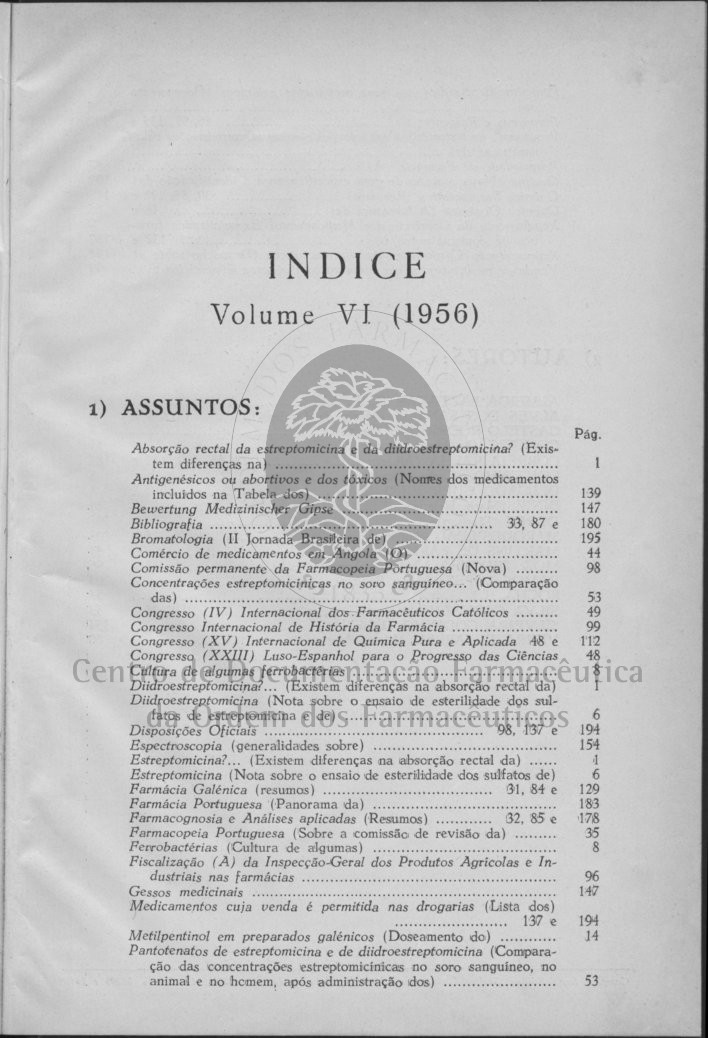 INDICE
Volume VI (1956)
1) ASSUNTOS:
Pág.
Absorção rectal da estreptomicina e da diidroestreptomicina? (Exis-
tem diferenças na) ........ 1
Antigenésicos ou abortivos e dos tóxicos (Nomes dos medicamentos
incluidos na Tabela dos) ........ 139
Bewertung Medizinischer Gipse ........ 147
Bibliografia ........ 33, 87 e 180
Bromatologia (II Jornada Brasileira de) ........ 195
Comércio de medicamentos em Angola (O) ........ 44
Comissão permanente da Farmacopeia Portuguesa (Nova) ........ 98
Concentrações estreptomicínicas no soro sanguíneo... (Comparação
das) ........ 53
Congresso (IV) Internacional dos Farmacêuticos Católicos ........ 49
Congresso Internacional de História da Farmácia ........ 99
Congresso (XV) Internacional de Química Pura e Aplicada 48 e 112
Congresso (XXIII) Luso-Espanhol para o Progresso das Ciências 48
Cultura de algumas ferrobactérias ........ 8
Diidroestreptomicina?... (Existem diferenças na absorção rectal da) 1
Diidroestreptomicina (Nota sobre o ensaio de esterilidade dos sul-
fatos de estreptomicina e de) ........ 6
Disposições Oficiais ........ 98, 137 e 194
Espectroscopia (generalidades sobre) ........ 154
Estreptomicina?... (Existem diferenças na absorção rectal da) ...... 1
Estreptomicina (Nota sobre o ensaio de esterilidade dos sulfatos de) 6
Farmácia Galénica (resumos) ........ 31, 84 e 129
Farmácia Portuguesa (Panorama da) ........ 183
Farmacognosia e Análises aplicadas (Resumos) ........ 32, 85 e 178
Farmacopeia Portuguesa (Sobre a comissão de revisão da) ........ 35
Ferrobactérias (Cultura de algumas) ........ 8
Fiscalização (A) da Inspecção-Geral dos Produtos Agrícolas e In-
dustriais nas farmácias ........ 96
Gessos medicinais ........ 147
Medicamentos cuja venda é permitida nas drogarias (Lista dos)
........ 137 e 194
Metilpentinol em preparados galénicos (Doseamento do) ........ 14
Pantotenatos de estreptomicina e de diidroestreptomicina (Compara-
ção das concentrações estreptomicínicas no soro sanguíneo, no
animal e no homem, após administração dos) ........ 53
Centro de Documentação Farmacêutica
da Ordem dos Farmacêuticos